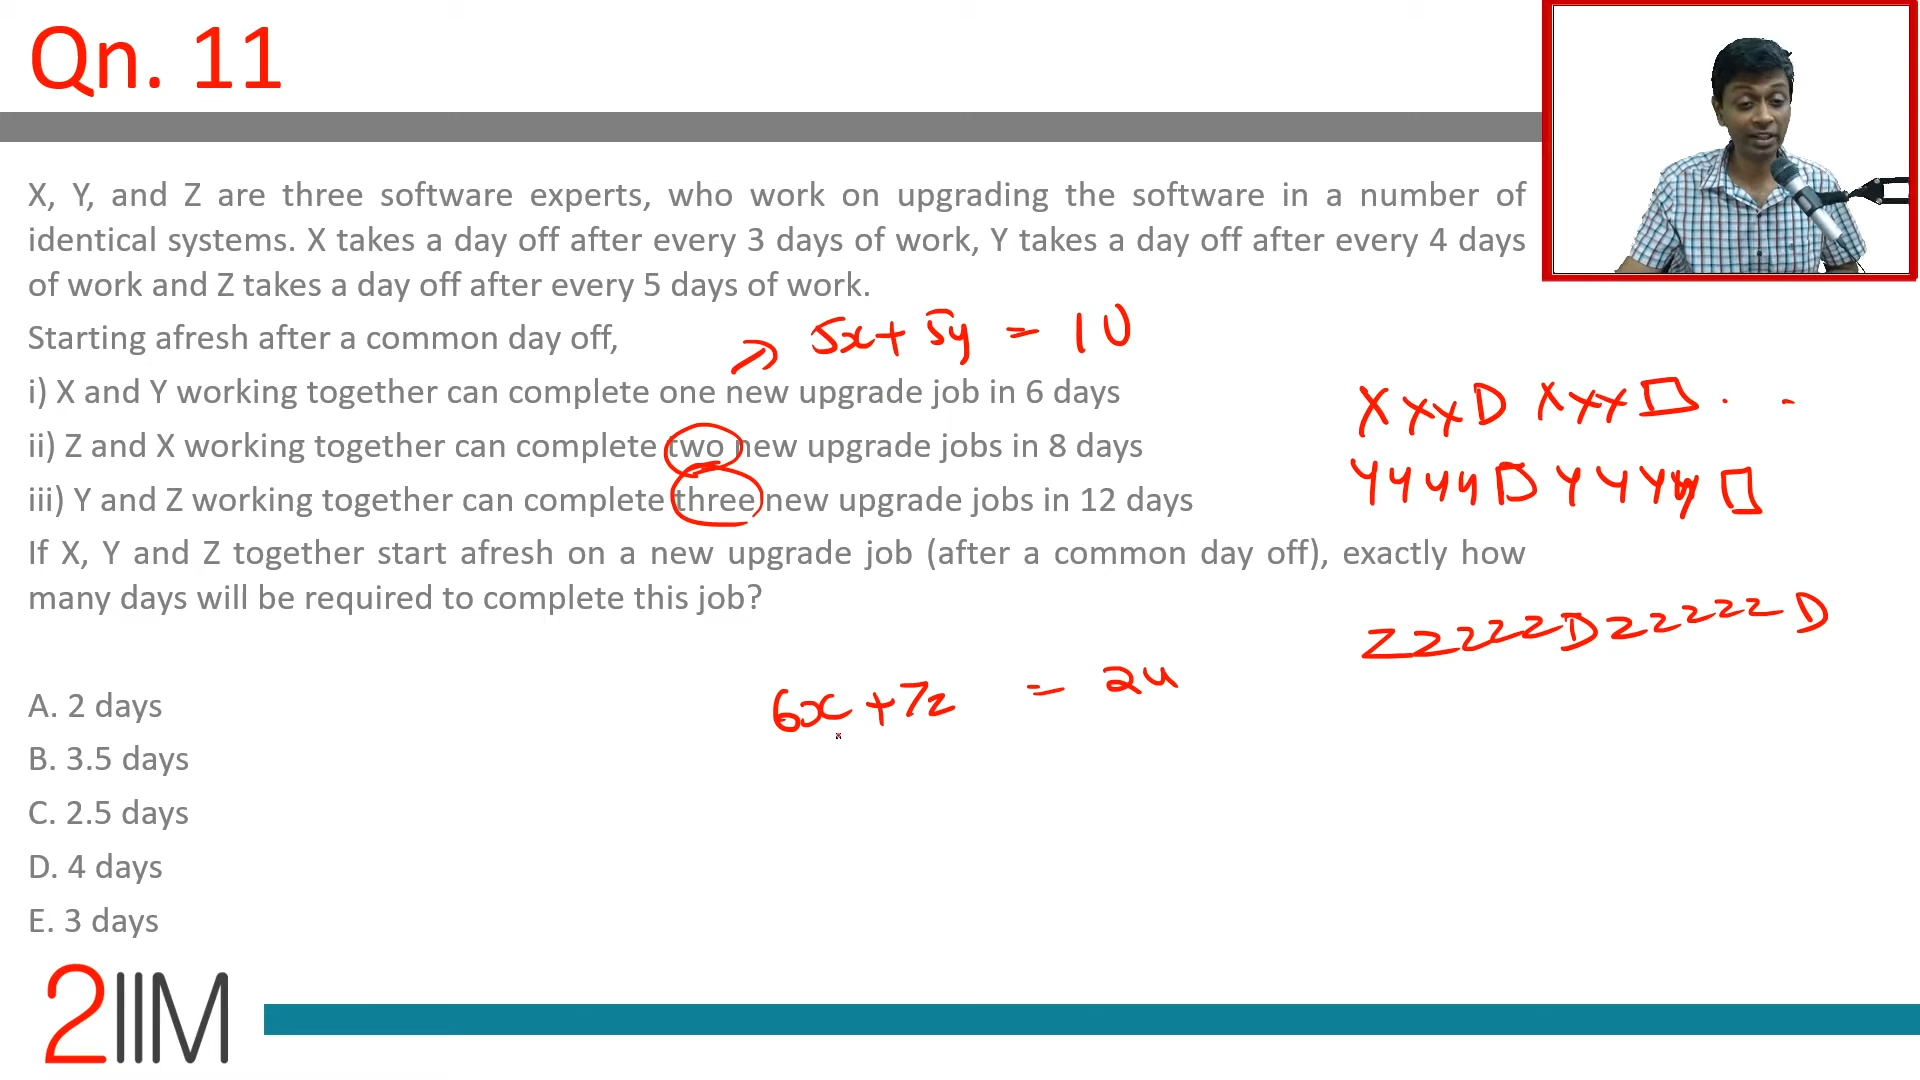 Qn. 11
X, Y, and Z are three software experts, who work on upgrading the software in a number of
identical systems. X takes a day off after every 3 days of work, Y takes a day off after every 4 days
of work and Z takes a day off after every 5 days of work.
Starting afresh after a common day off,
5x + 5y = 10
i) X and Y working together can complete one new upgrade job in 6 days
ii) Z and X working together can complete two new upgrade jobs in 8 days
iii) Y and Z working together can complete three new upgrade jobs in 12 days
If X, Y and Z together start afresh on a new upgrade job (after a common day off), exactly how
many days will be required to complete this job?
X X X D X X X D . .
Y Y Y Y D Y Y Y Y D
Z Z Z Z Z D Z Z Z Z Z D
6x + 7z = 24
A. 2 days
B. 3.5 days
C. 2.5 days
D. 4 days
E. 3 days
2IIM